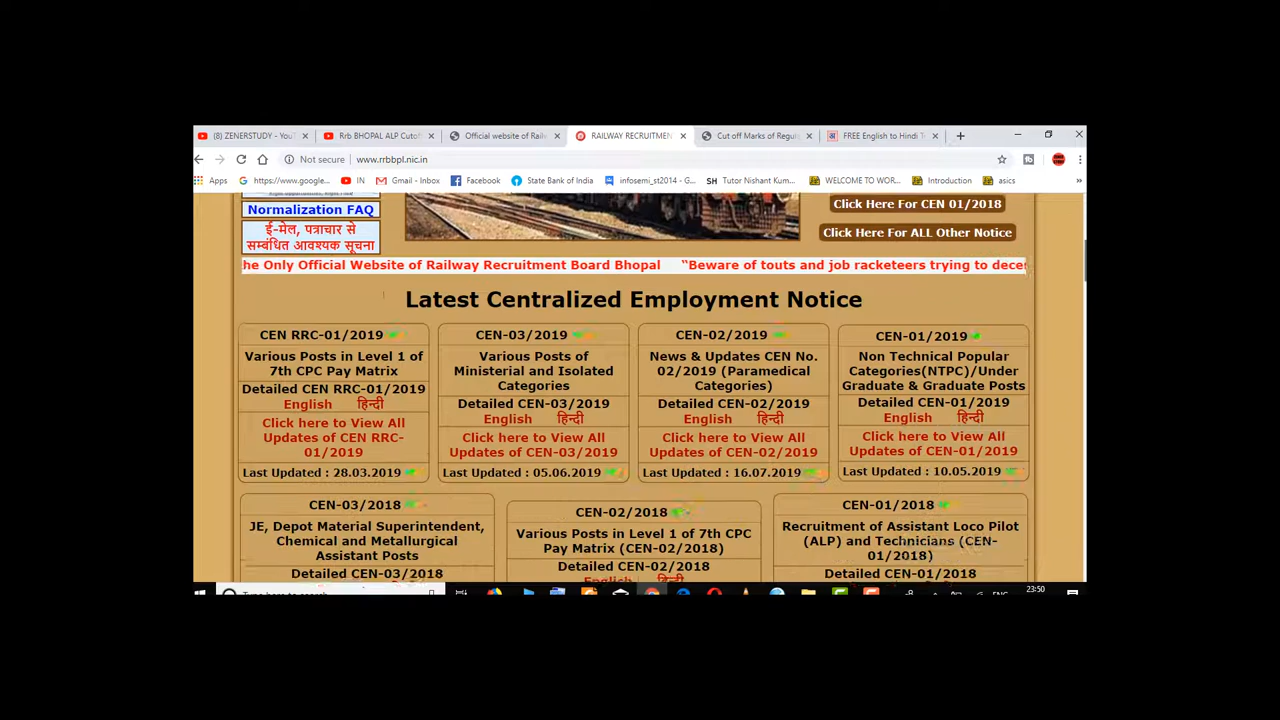 (8) ZENERSTUDY - You
Rrb BHOPAL ALP Cuto
Official website of Rail
RAILWAY RECRUITMEN
Cut off Marks of Regu
FREE English to Hindi T
Not secure
www.rrbbpl.nic.in
Apps
https://www.google...
IN
Gmail - Inbox
Facebook
State Bank of India
infosemi_st2014 - G...
SH Tutor Nishant Kum...
WELCOME TO WOR...
Introduction
asics
»
Normalization FAQ
ई-मेल, पत्राचार से
सम्बंधित आवश्यक सूचना
Click Here For CEN 01/2018
Click Here For ALL Other Notice
he Only Official Website of Railway Recruitment Board Bhopal "Beware of touts and job racketeers trying to dece
Latest Centralized Employment Notice
CEN RRC-01/2019
Various Posts in Level 1 of
7th CPC Pay Matrix
Detailed CEN RRC-01/2019
English हिन्दी
Click here to View All
Updates of CEN RRC-
01/2019
Last Updated : 28.03.2019
CEN-03/2019
Various Posts of
Ministerial and Isolated
Categories
Detailed CEN-03/2019
English हिन्दी
Click here to View All
Updates of CEN-03/2019
Last Updated : 05.06.2019
CEN-02/2019
News & Updates CEN No.
02/2019 (Paramedical
Categories)
Detailed CEN-02/2019
English हिन्दी
Click here to View All
Updates of CEN-02/2019
Last Updated : 16.07.2019
CEN-01/2019
Non Technical Popular
Categories(NTPC)/Under
Graduate & Graduate Posts
Detailed CEN-01/2019
English हिन्दी
Click here to View All
Updates of CEN-01/2019
Last Updated : 10.05.2019
CEN-03/2018
JE, Depot Material Superintendent,
Chemical and Metallurgical
Assistant Posts
Detailed CEN-03/2018
CEN-02/2018
Various Posts in Level 1 of 7th CPC
Pay Matrix (CEN-02/2018)
Detailed CEN-02/2018
English हिन्दी
CEN-01/2018
Recruitment of Assistant Loco Pilot
(ALP) and Technicians (CEN-
01/2018)
Detailed CEN-01/2018
Type here to search
ENG
23:50